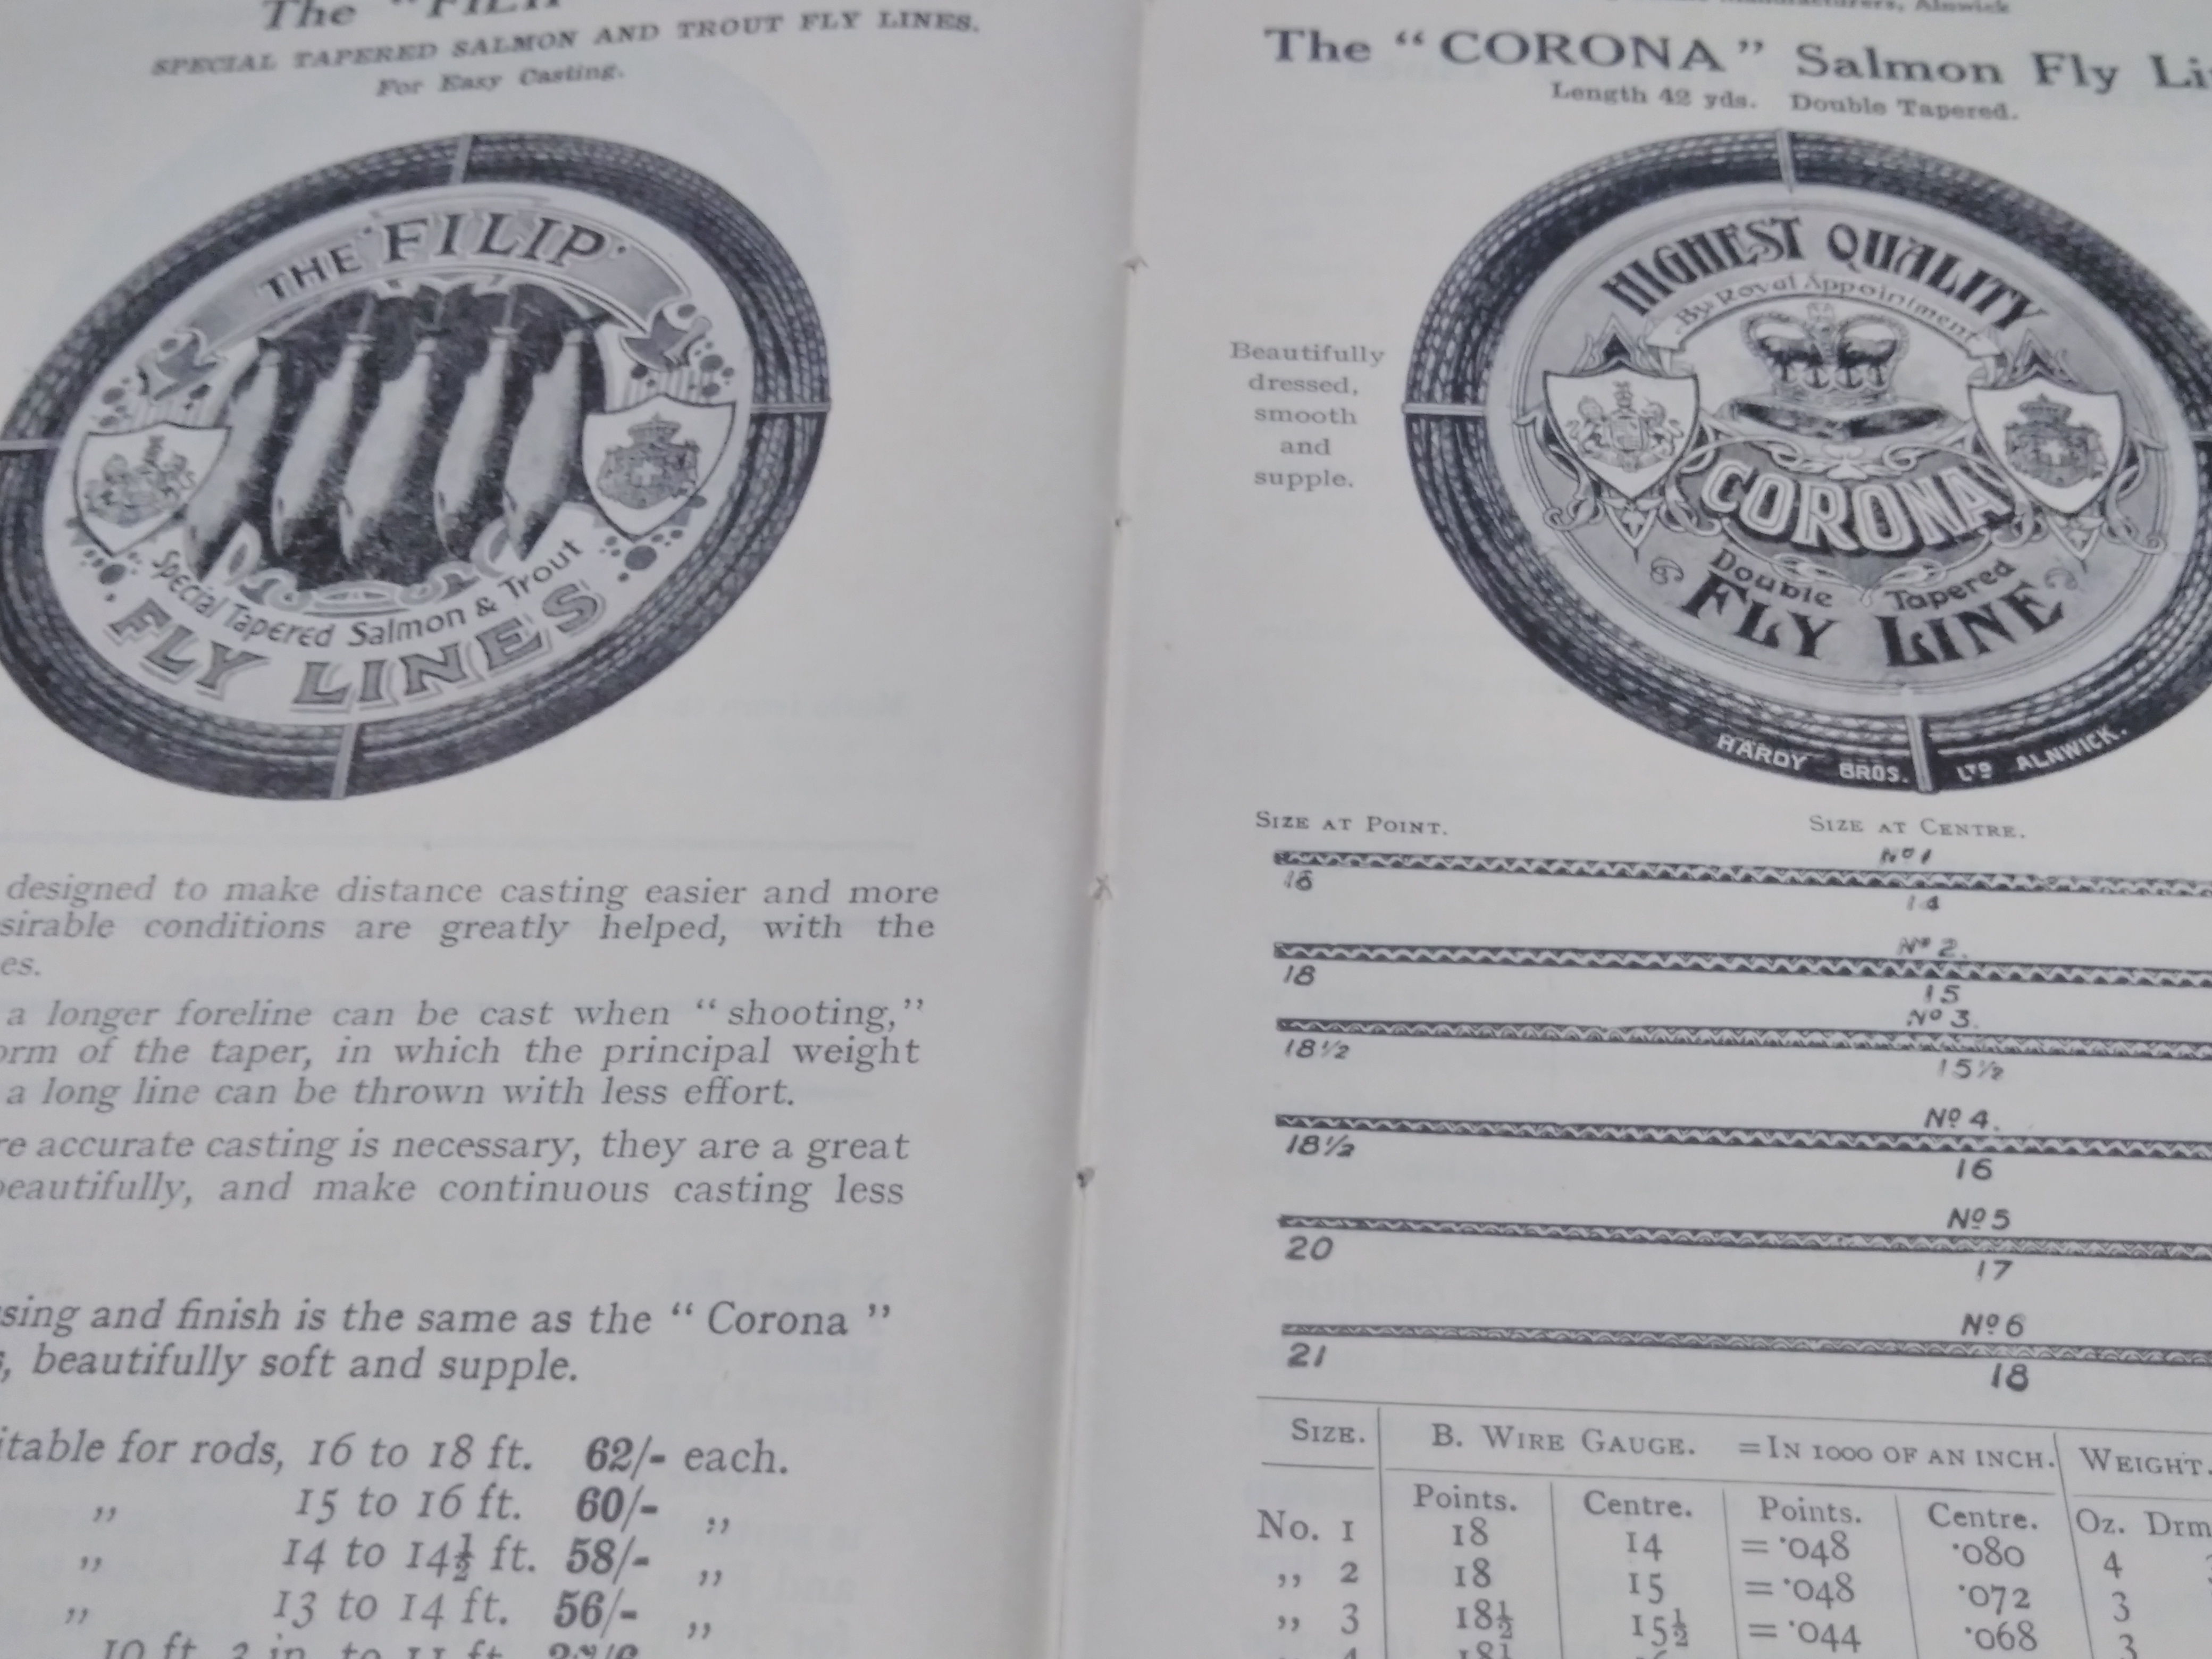 The "FILIP"
SPECIAL TAPERED SALMON AND TROUT FLY LINES.
For Easy Casting.
THE "FILIP"
Special Tapered Salmon & Trout
FLY LINES
designed to make distance casting easier and more
sirable conditions are greatly helped, with the
es.
a longer foreline can be cast when "shooting,"
orm of the taper, in which the principal weight
a long line can be thrown with less effort.
re accurate casting is necessary, they are a great
beautifully, and make continuous casting less
ssing and finish is the same as the "Corona"
s, beautifully soft and supple.
itable for rods, 16 to 18 ft. 62/- each.
„ 15 to 16 ft. 60/- „
„ 14 to 14½ ft. 58/- „
„ 13 to 14 ft. 56/- „
10 ft. 3 in. to 11 ft.
Alnwick
The "CORONA" Salmon Fly Li
Length 42 yds. Double Tapered.
Beautifully
dressed,
smooth
and
supple.
HIGHEST QUALITY
By Royal Appointment
CORONA
Double Tapered
FLY LINE
HARDY BROS. LTD ALNWICK.
SIZE AT POINT. SIZE AT CENTRE.
No 1
18 14
No 2.
18 15
No 3.
18½ 15½
No 4.
18½ 16
No 5
20 17
No 6
21 18
SIZE. B. WIRE GAUGE. =IN 1000 OF AN INCH. WEIGHT.
Points. Centre. Points. Centre. Oz. Drm
No. 1 18 14 = ·048 ·080 4
„ 2 18 15 = ·048 ·072 3
„ 3 18½ 15½ = ·044 ·068 3